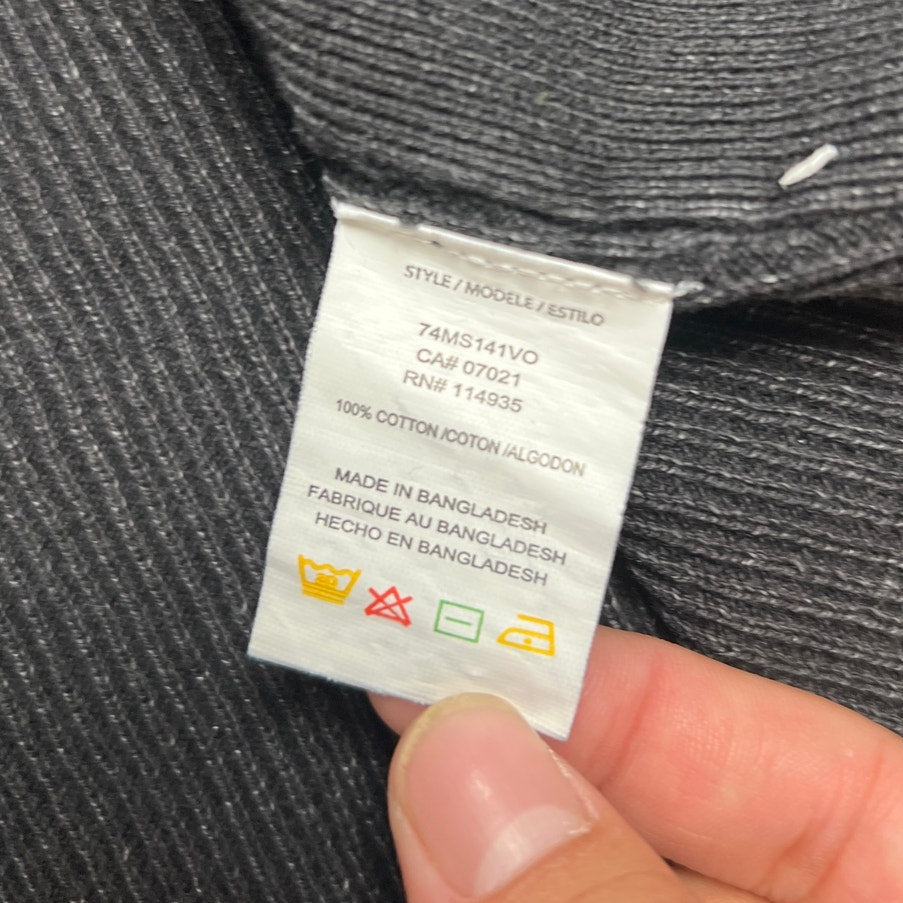 STYLE / MODELE / ESTILO
74MS141VO
CA# 07021
RN# 114935
100% COTTON /COTON /ALGODON
MADE IN BANGLADESH
FABRIQUE AU BANGLADESH
HECHO EN BANGLADESH